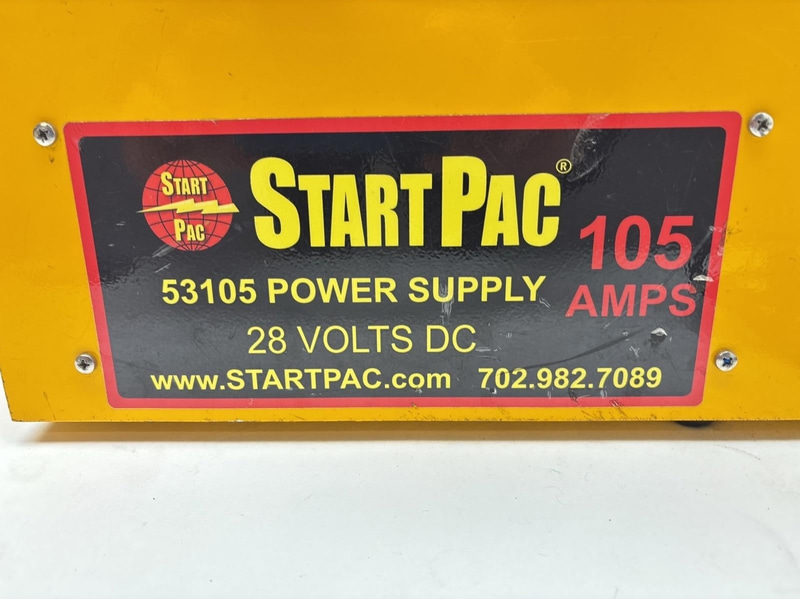 START
PAC
START PAC®
105
AMPS
53105 POWER SUPPLY
28 VOLTS DC
www.STARTPAC.com 702.982.7089